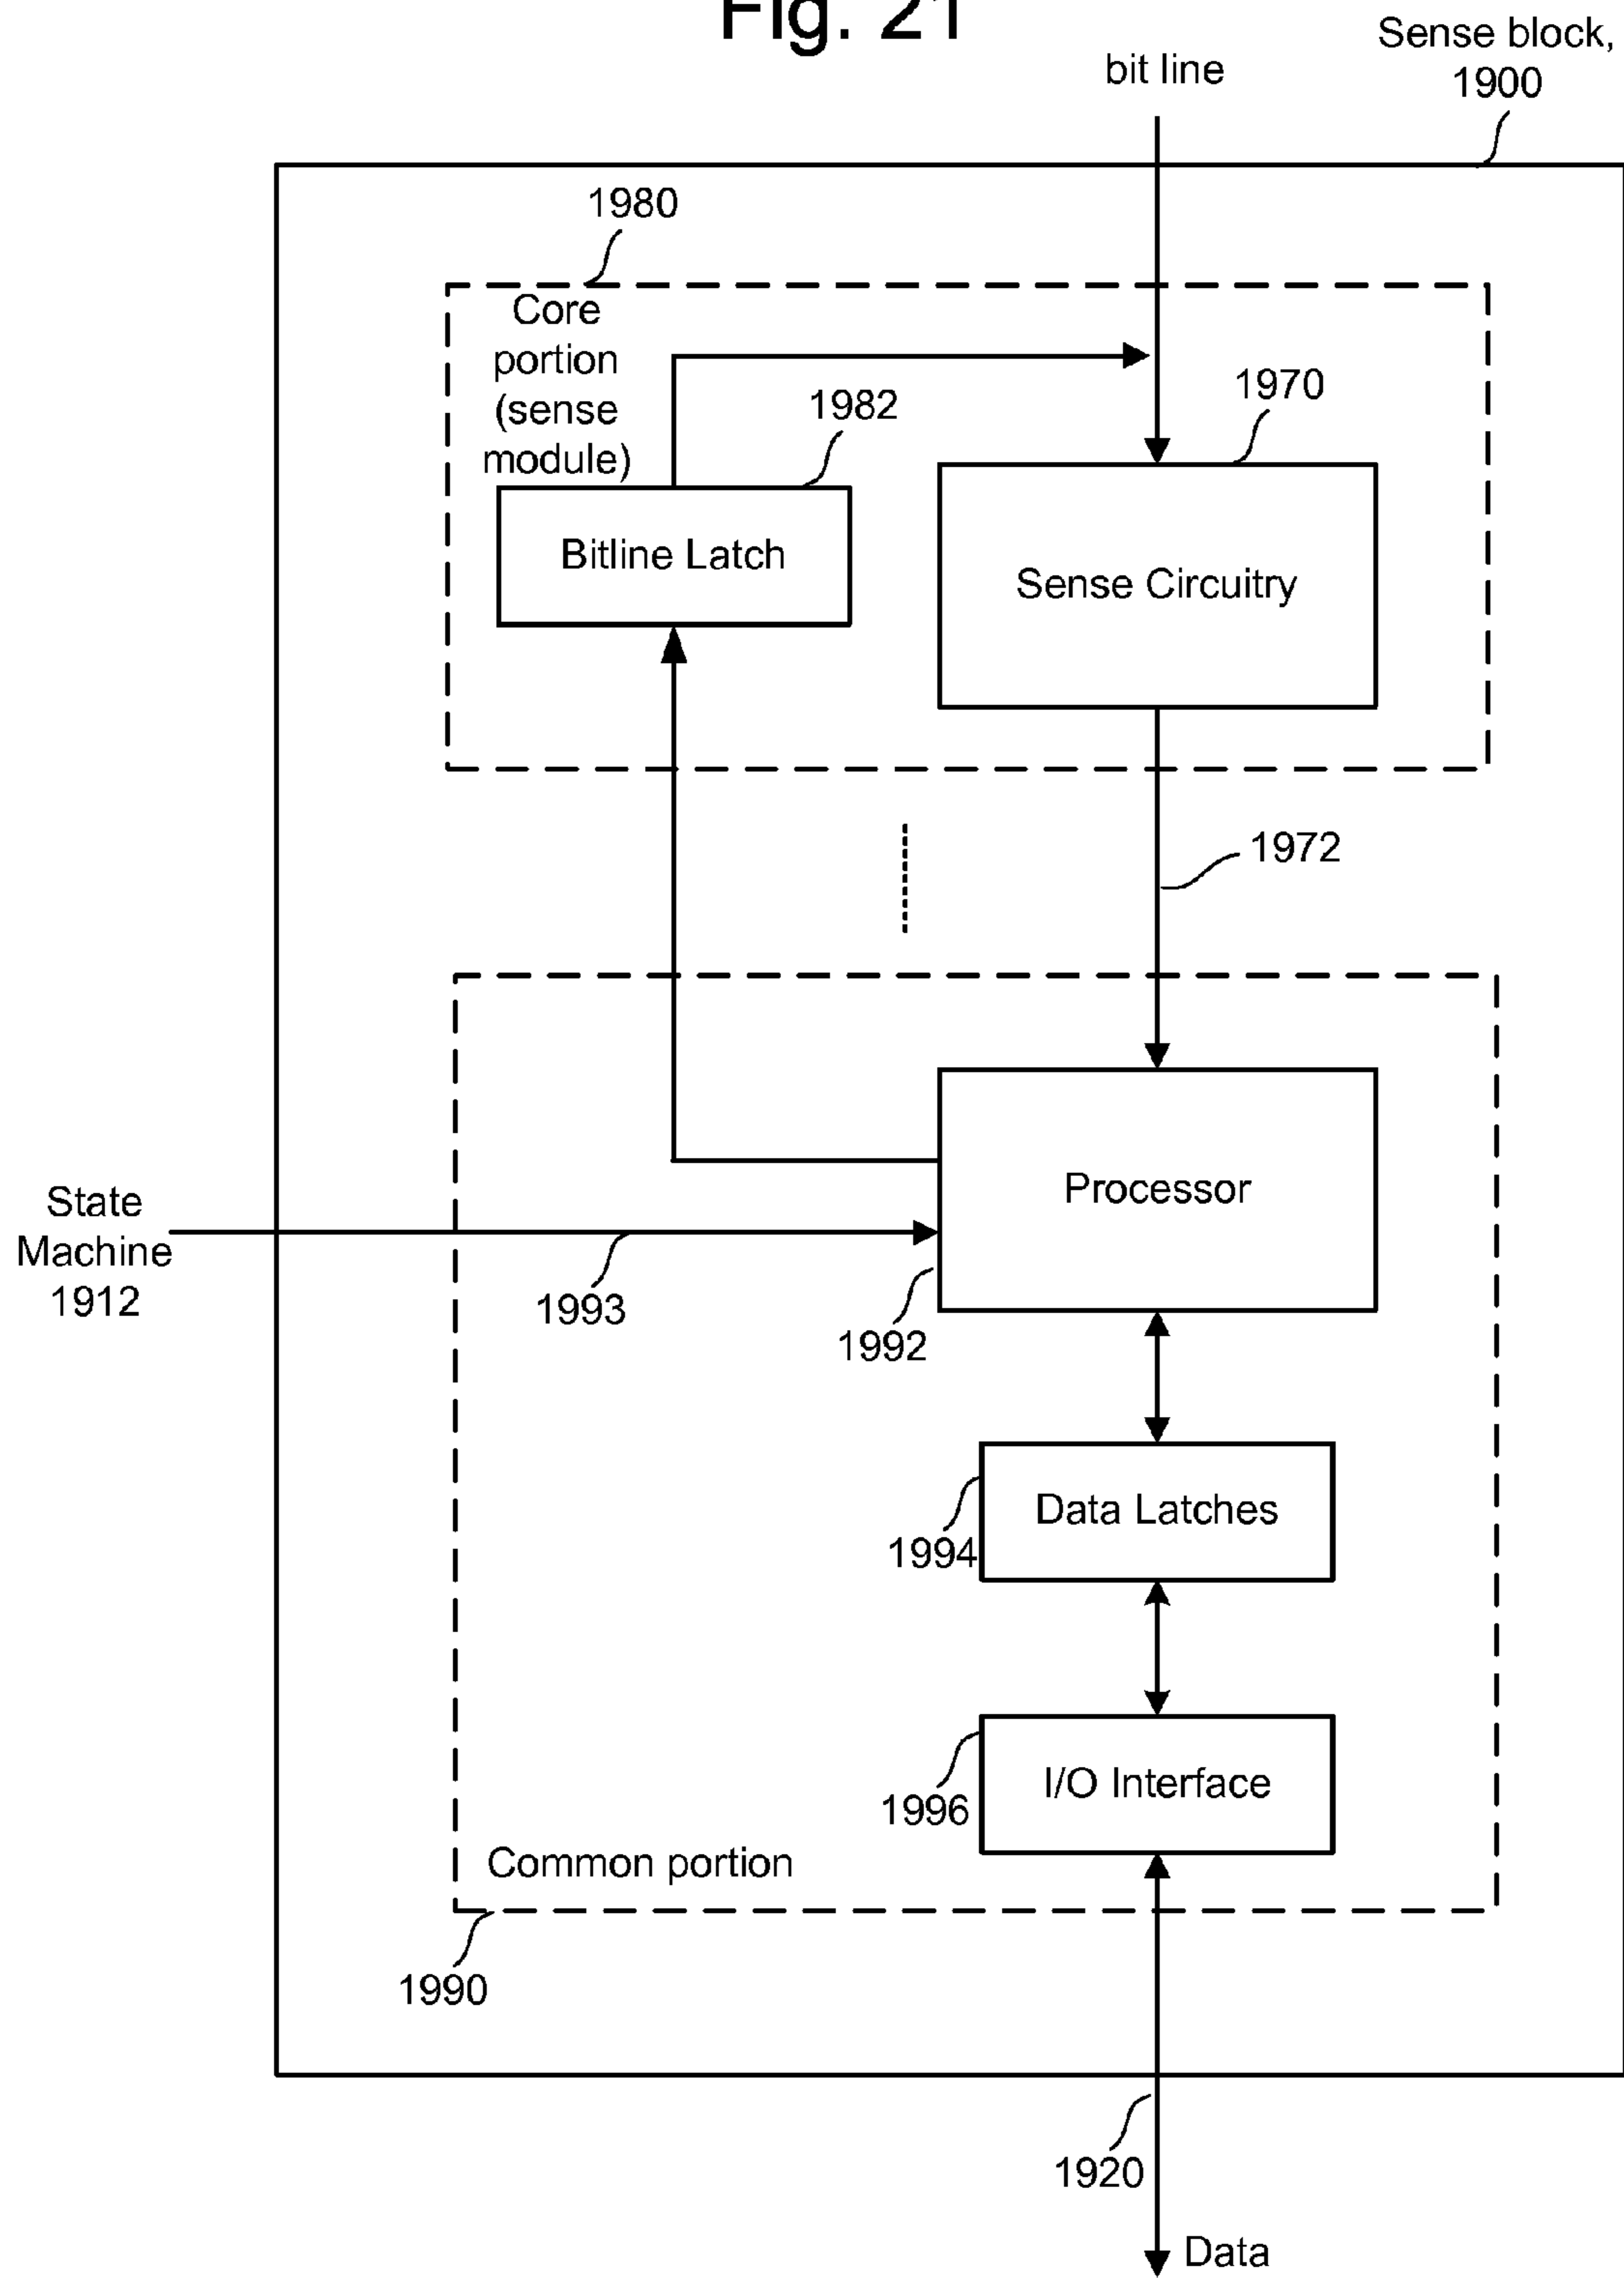 Fig. 21
Sense block,
1900
bit line
1980
Core
portion
(sense
module)
1982
1970
Bitline Latch
Sense Circuitry
1972
State
Machine
1912
1993
Processor
1992
Data Latches
1994
I/O Interface
1996
Common portion
1990
1920
Data